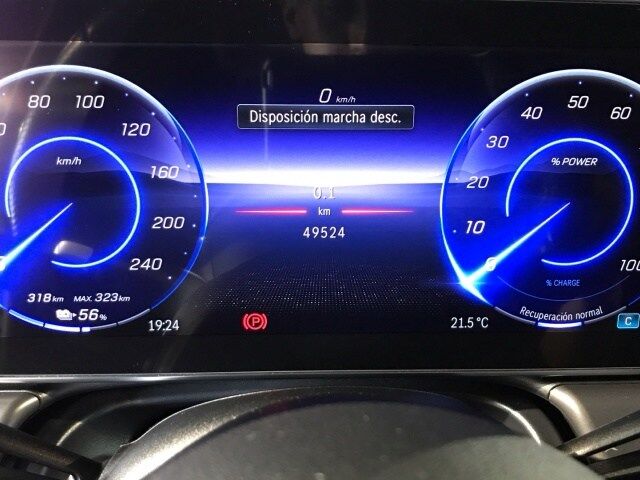 0 km/h
Disposición marcha desc.
80 100 120 160 200 240
km/h
318 km MAX. 323 km
56%
19:24
0.1
km
49524
P
21.5 °C
0 10 20 30 40 50 60 100
% POWER
% CHARGE
Recuperación normal
C